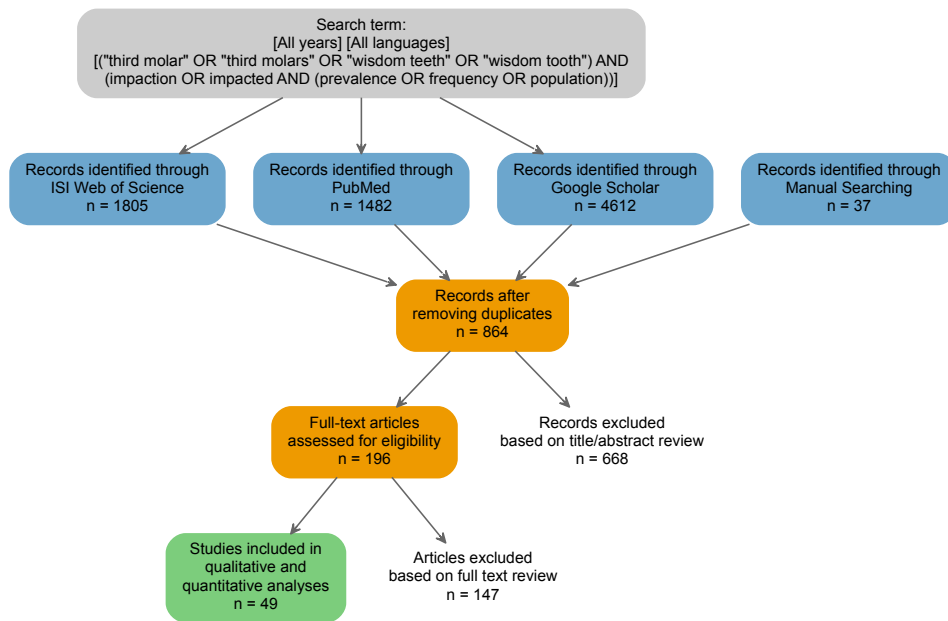 Search term:
[All years] [All languages]
[("third molar" OR "third molars" OR "wisdom teeth" OR "wisdom tooth") AND
(impaction OR impacted AND (prevalence OR frequency OR population))]
Records identified through
ISI Web of Science
n = 1805
Records identified through
PubMed
n = 1482
Records identified through
Google Scholar
n = 4612
Records identified through
Manual Searching
n = 37
Records after
removing duplicates
n = 864
Full-text articles
assessed for eligibility
n = 196
Records excluded
based on title/abstract review
n = 668
Studies included in
qualitative and
quantitative analyses
n = 49
Articles excluded
based on full text review
n = 147